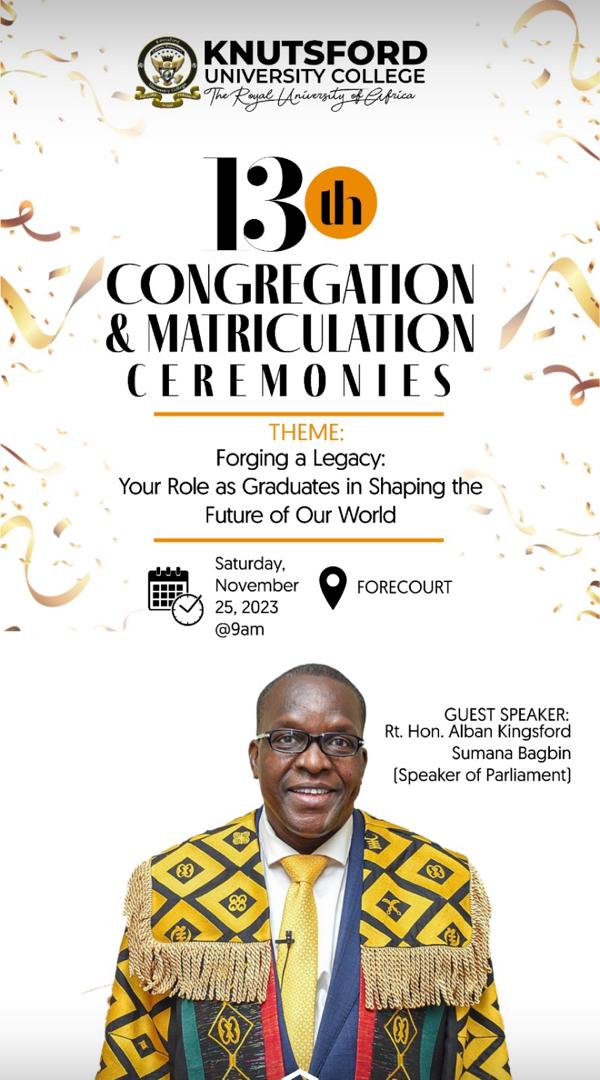 KNUTSFORD
UNIVERSITY COLLEGE
The Royal University of Africa
13th
CONGREGATION
& MATRICULATION
CEREMONIES
THEME:
Forging a Legacy:
Your Role as Graduates in Shaping the
Future of Our World
Saturday,
November
25, 2023
@9am
FORECOURT
GUEST SPEAKER:
Rt. Hon. Alban Kingsford
Sumana Bagbin
(Speaker of Parliament)